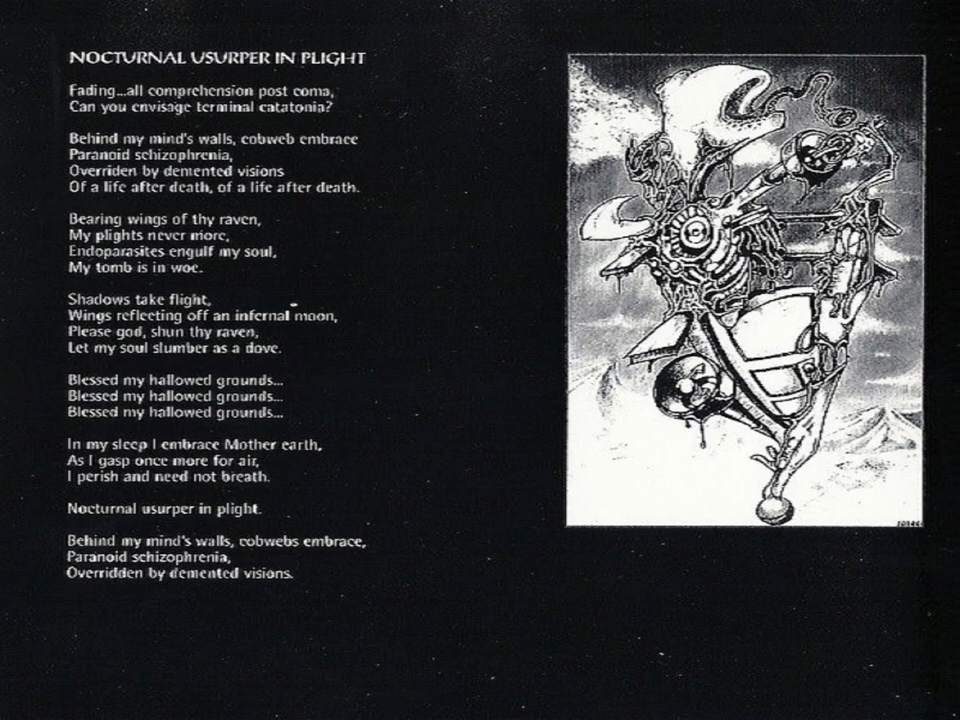 NOCTURNAL USURPER IN PLIGHT
Fading...all comprehension post coma,
Can you envisage terminal catatonia?
Behind my mind's walls, cobweb embrace
Paranoid schizophrenia,
Overriden by demented visions
Of a life after death, of a life after death.
Bearing wings of thy raven,
My plights never more,
Endoparasites engulf my soul,
My tomb is in woe.
Shadows take flight,
Wings reflecting off an infernal moon,
Please god, shun thy raven,
Let my soul slumber as a dove.
Blessed my hallowed grounds...
Blessed my hallowed grounds...
Blessed my hallowed grounds...
In my sleep I embrace Mother earth,
As I gasp once more for air,
I perish and need not breath.
Nocturnal usurper in plight.
Behind my mind's walls, cobwebs embrace,
Paranoid schizophrenia,
Overridden by demented visions.